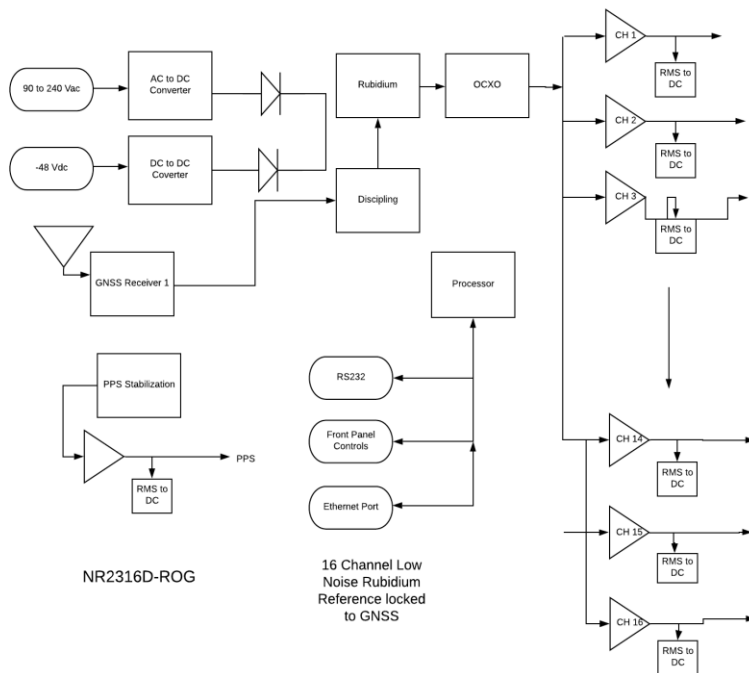 90 to 240 Vac
AC to DC
Converter
-48 Vdc
DC to DC
Coverter
Rubidium
OCXO
Discipling
GNSS Receiver 1
Processor
PPS Stabilization
PPS
RMS to
DC
RS232
Front Panel
Controls
Ethernet Port
NR2316D-ROG
16 Channel Low
Noise Rubidium
Reference locked
to GNSS
CH 1
RMS to
DC
CH 2
RMS to
DC
CH 3
RMS to
DC
CH 14
RMS to
DC
CH 15
RMS to
DC
CH 16
RMS to
DC